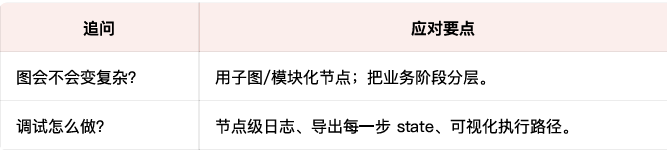 追问
应对要点
图会不会变复杂?
用子图/模块化节点；把业务阶段分层。
调试怎么做?
节点级日志、导出每一步 state、可视化执行路径。